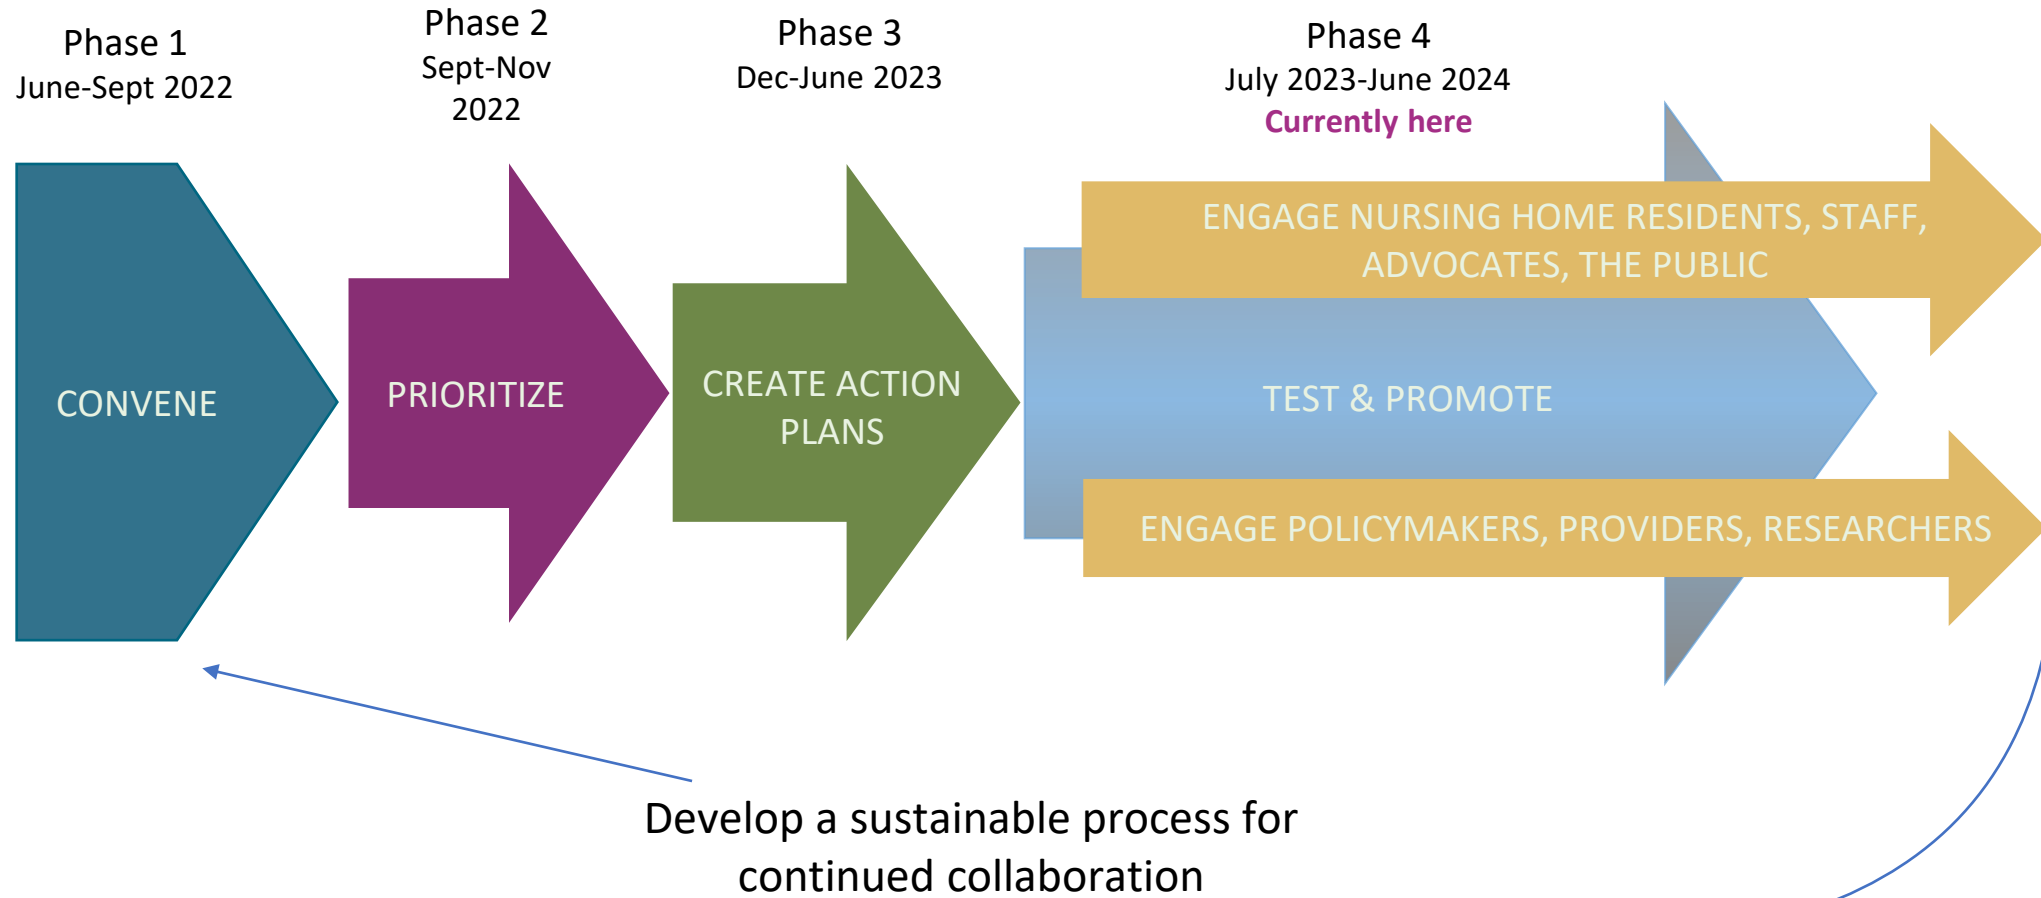 Phase 1
June-Sept 2022
Phase 2
Sept-Nov
2022
Phase 3
Dec-June 2023
Phase 4
July 2023-June 2024
Currently here
CONVENE
PRIORITIZE
CREATE ACTION
PLANS
ENGAGE NURSING HOME RESIDENTS, STAFF,
ADVOCATES, THE PUBLIC
TEST & PROMOTE
ENGAGE POLICYMAKERS, PROVIDERS, RESEARCHERS
Develop a sustainable process for
continued collaboration